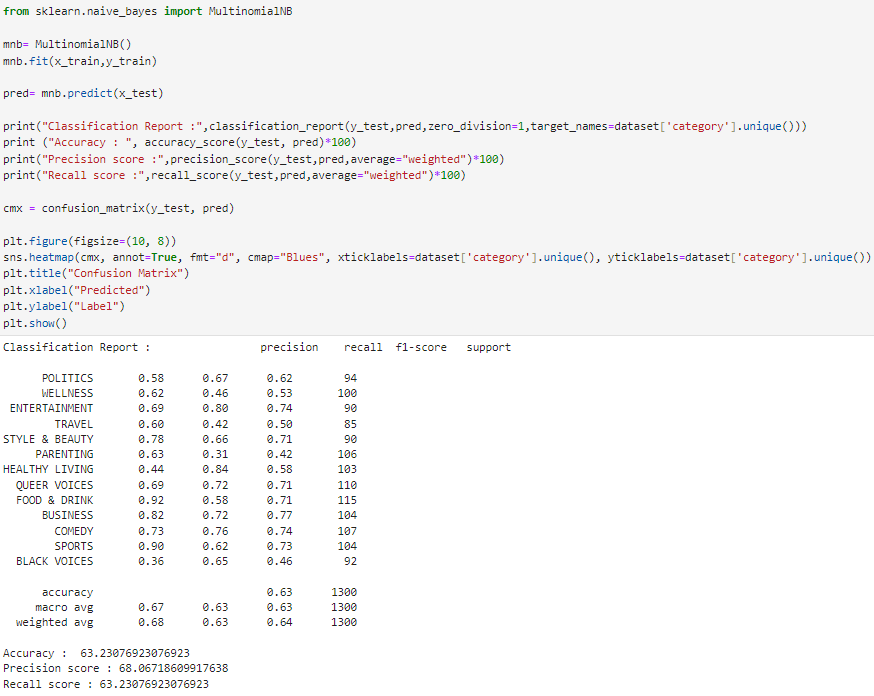 from sklearn.naive_bayes import MultinomialNB
mnb= MultinomialNB()
mnb.fit(x_train,y_train)
pred= mnb.predict(x_test)
print("Classification Report :",classification_report(y_test,pred,zero_division=1,target_names=dataset['category'].unique()))
print ("Accuracy : ", accuracy_score(y_test, pred)*100)
print("Precision score :",precision_score(y_test,pred,average="weighted")*100)
print("Recall score :",recall_score(y_test,pred,average="weighted")*100)
cmx = confusion_matrix(y_test, pred)
plt.figure(figsize=(10, 8))
sns.heatmap(cmx, annot=True, fmt="d", cmap="Blues", xticklabels=dataset['category'].unique(), yticklabels=dataset['category'].unique())
plt.title("Confusion Matrix")
plt.xlabel("Predicted")
plt.ylabel("Label")
plt.show()
Classification Report : precision recall f1-score support
POLITICS 0.58 0.67 0.62 94
WELLNESS 0.62 0.46 0.53 100
ENTERTAINMENT 0.69 0.80 0.74 90
TRAVEL 0.60 0.42 0.50 85
STYLE & BEAUTY 0.78 0.66 0.71 90
PARENTING 0.63 0.31 0.42 106
HEALTHY LIVING 0.44 0.84 0.58 103
QUEER VOICES 0.69 0.72 0.71 110
FOOD & DRINK 0.92 0.58 0.71 115
BUSINESS 0.82 0.72 0.77 104
COMEDY 0.73 0.76 0.74 107
SPORTS 0.90 0.62 0.73 104
BLACK VOICES 0.36 0.65 0.46 92
accuracy 0.63 1300
macro avg 0.67 0.63 0.63 1300
weighted avg 0.68 0.63 0.64 1300
Accuracy : 63.23076923076923
Precision score : 68.06718609917638
Recall score : 63.23076923076923